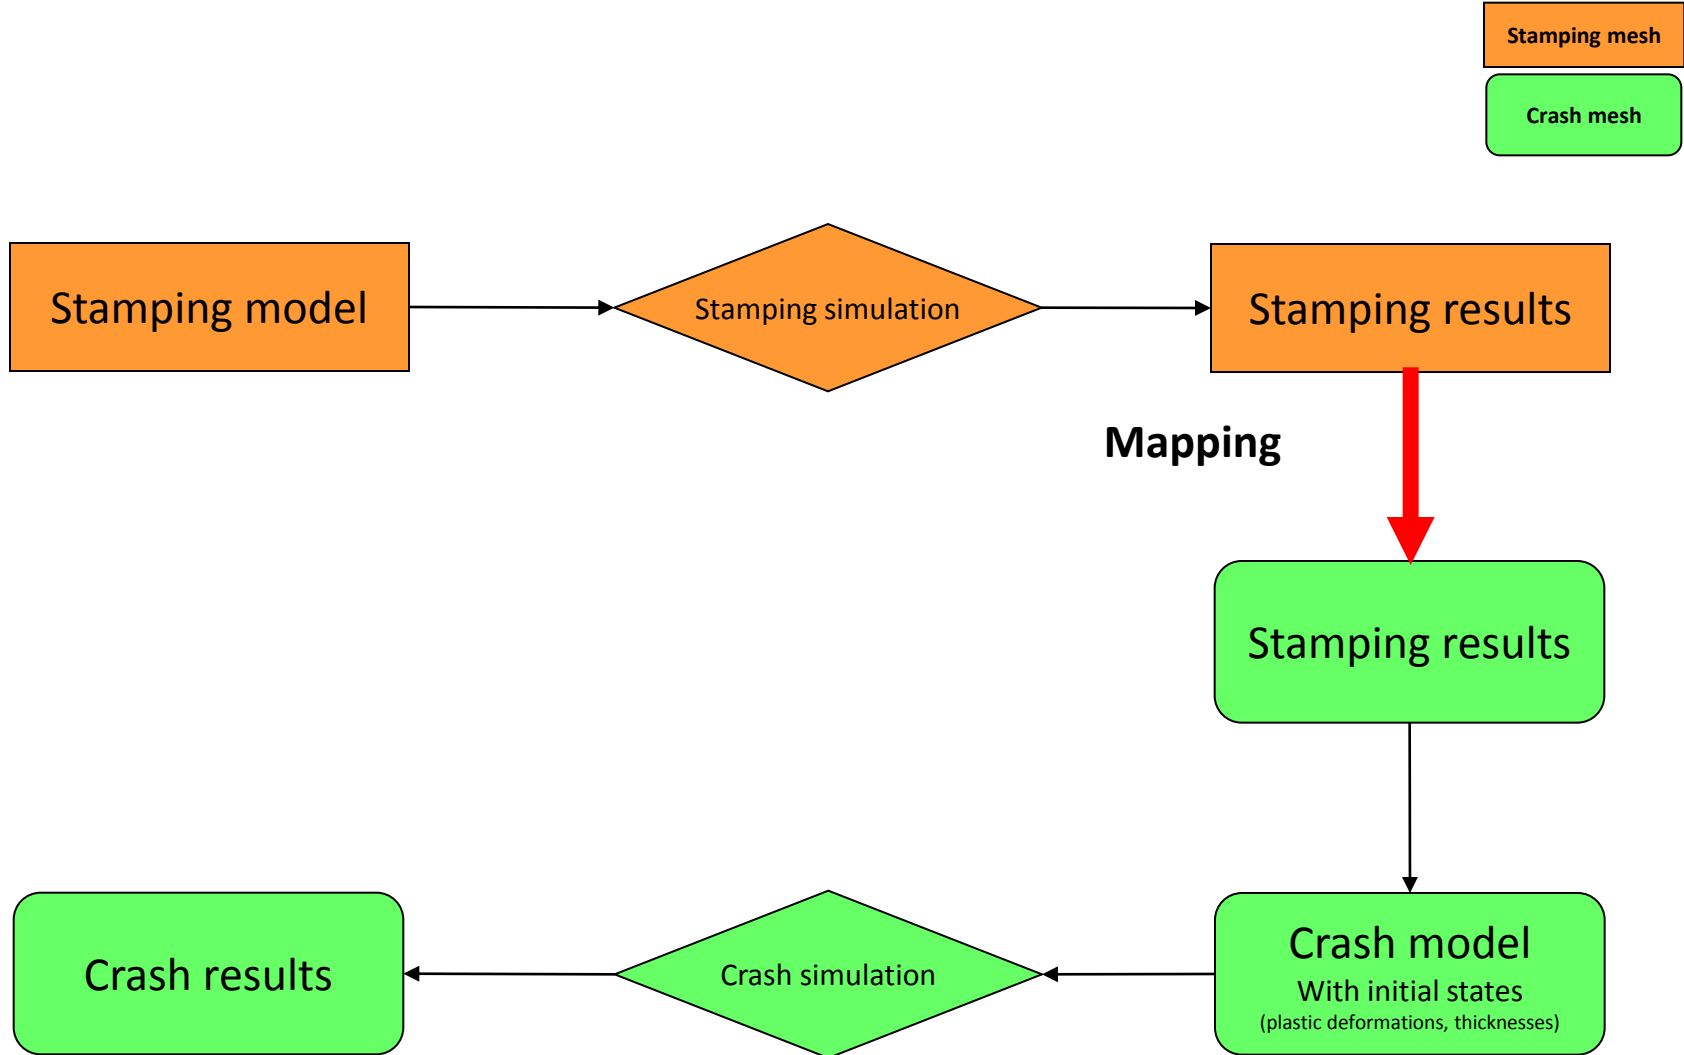 Stamping mesh
Crash mesh
Stamping model
Stamping simulation
Stamping results
Mapping
Stamping results
Crash results
Crash simulation
Crash model
With initial states
(plastic deformations, thicknesses)